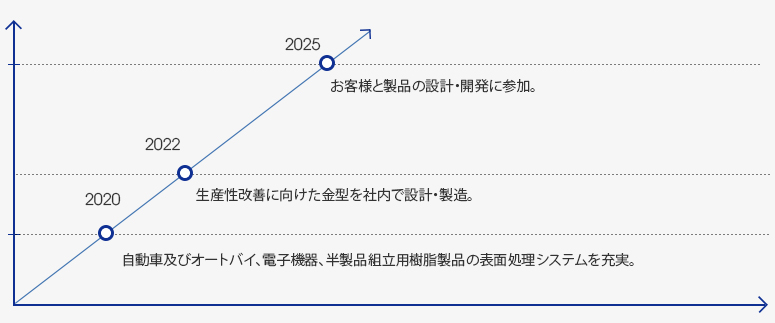 2025
お客様と製品の設計・開発に参加。
2022
生産性改善に向けた金型を社内で設計・製造。
2020
自動車及びオートバイ、電子機器、半製品組立用樹脂製品の表面処理システムを充実。